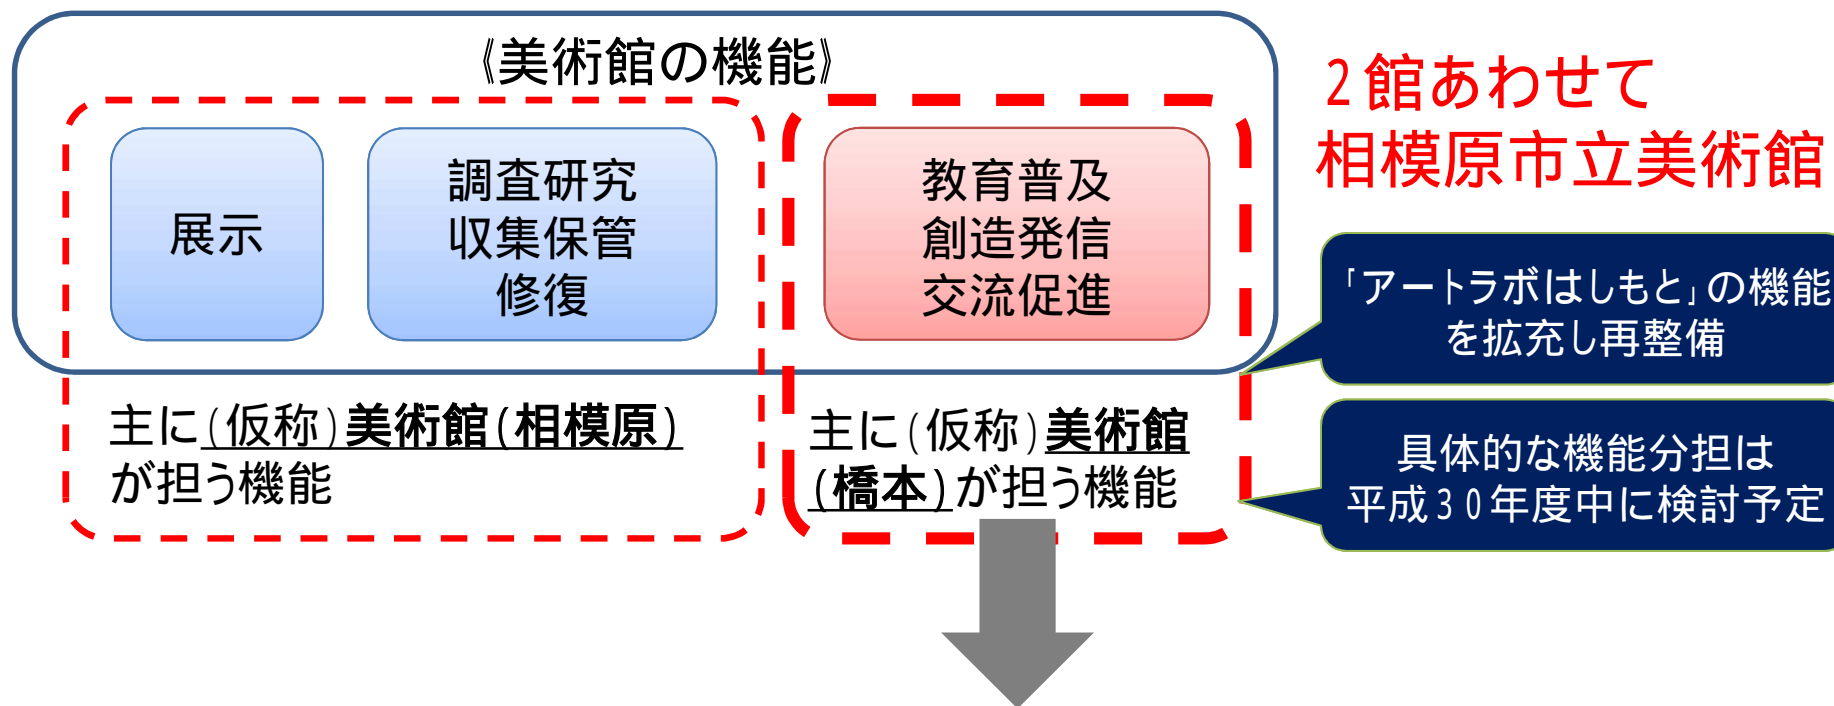 《美術館の機能》
展示
調査研究
収集保管
修復
教育普及
創造発信
交流促進
主に(仮称)美術館(相模原)
が担う機能
主に(仮称)美術館
(橋本)が担う機能
2館あわせて
相模原市立美術館
「アートラボはしもと」の機能
を拡充し再整備
具体的な機能分担は
平成30年度中に検討予定